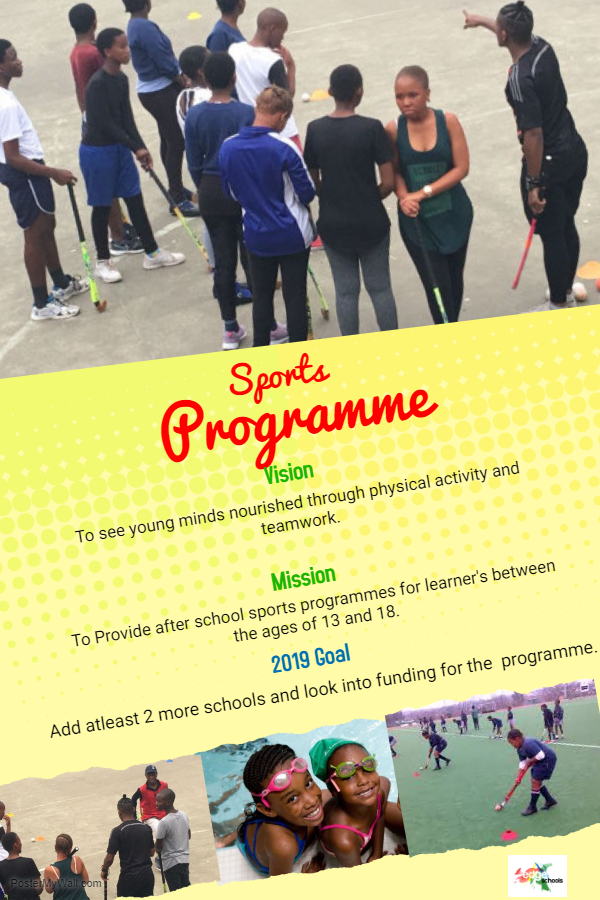 Sports
Programme
Vision
To see young minds nourished through physical activity and
teamwork.
Mission
To Provide after school sports programmes for learner's between
the ages of 13 and 18.
2019 Goal
Add atleast 2 more schools and look into funding for the programme.
PosterMyWall.com
edge
schools